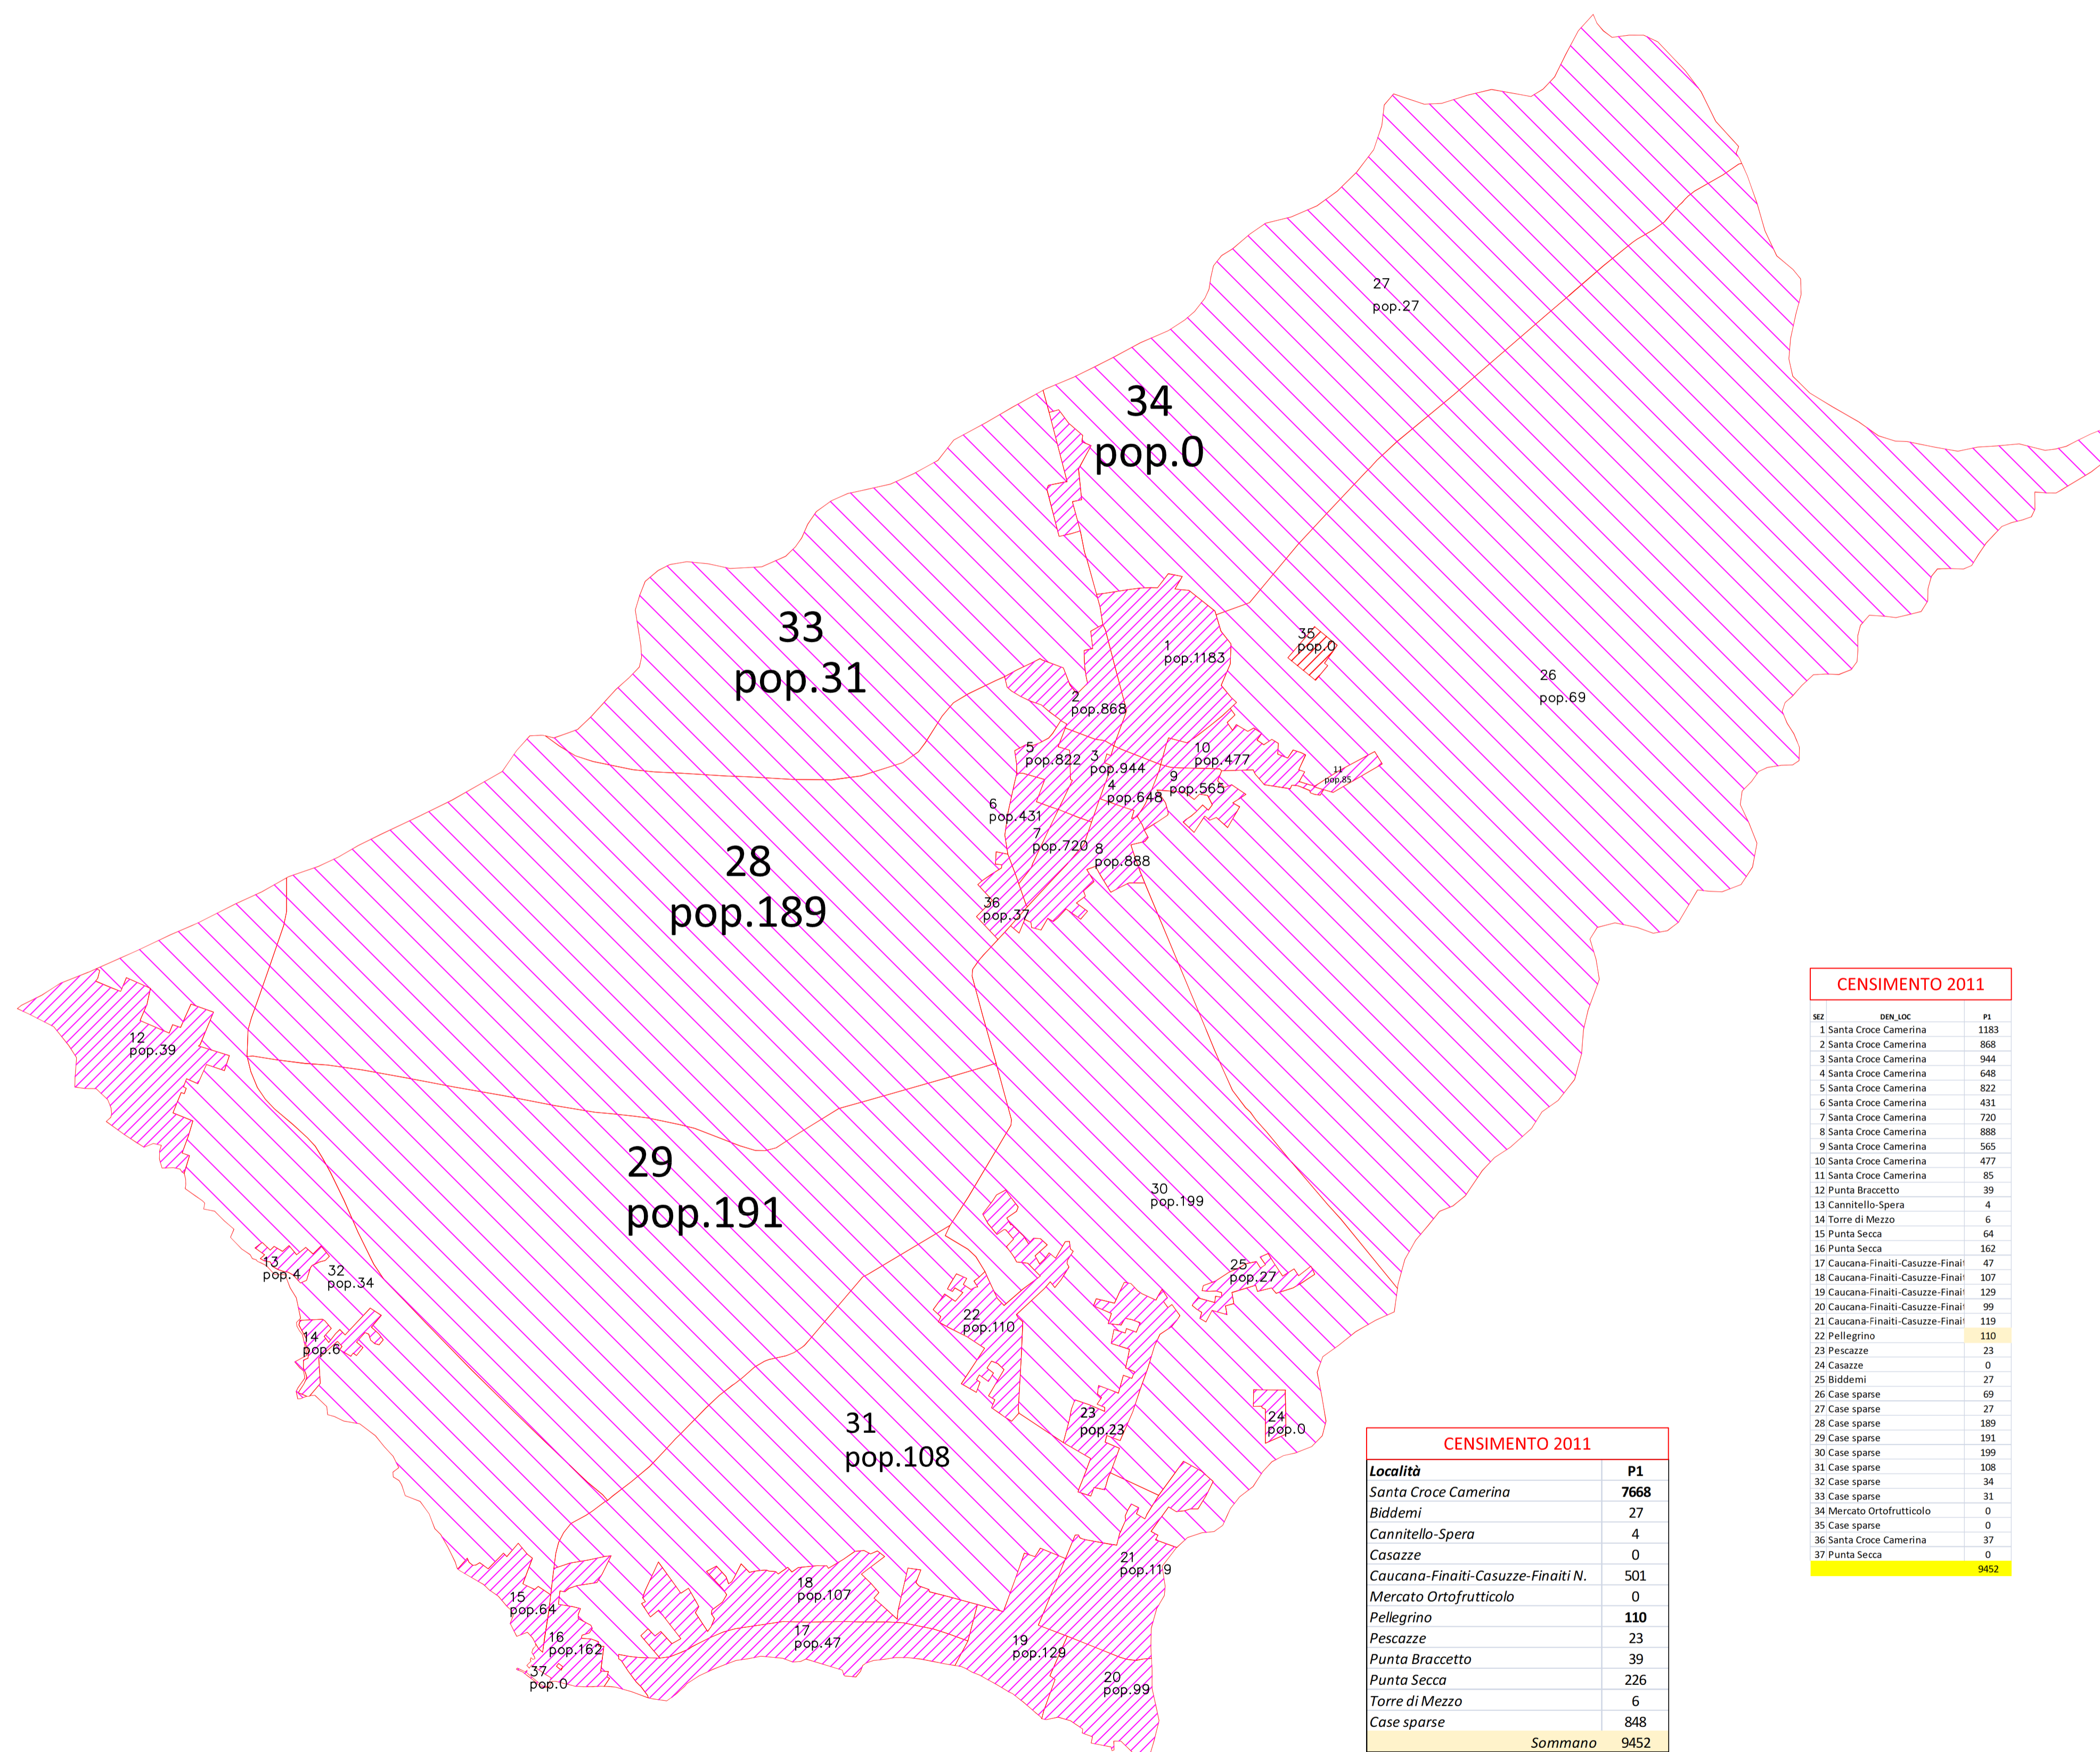 27
pop.27
34
pop.0
33
pop.31
35
pop.0
1
pop.1183
26
pop.69
2
pop.868
5
pop.822
3
pop.944
10
pop.477
11
pop.85
9
pop.565
4
pop.648
6
pop.431
7
pop.720
8
pop.888
28
pop.189
36
pop.37
12
pop.39
29
pop.191
30
pop.199
13
pop.4
32
pop.34
25
pop.27
14
pop.6
22
pop.110
23
pop.23
24
pop.0
31
pop.108
21
pop.119
18
pop.107
15
pop.64
17
pop.47
16
pop.162
19
pop.129
37
pop.0
20
pop.99
CENSIMENTO 2011
SEZ DEN_LOC P1
1 Santa Croce Camerina 1183
2 Santa Croce Camerina 868
3 Santa Croce Camerina 944
4 Santa Croce Camerina 648
5 Santa Croce Camerina 822
6 Santa Croce Camerina 431
7 Santa Croce Camerina 720
8 Santa Croce Camerina 888
9 Santa Croce Camerina 565
10 Santa Croce Camerina 477
11 Santa Croce Camerina 85
12 Punta Braccetto 39
13 Cannitello-Spera 4
14 Torre di Mezzo 6
15 Punta Secca 64
16 Punta Secca 162
17 Caucana-Finaiti-Casuzze-Finait 47
18 Caucana-Finaiti-Casuzze-Finait 107
19 Caucana-Finaiti-Casuzze-Finait 129
20 Caucana-Finaiti-Casuzze-Finait 99
21 Caucana-Finaiti-Casuzze-Finait 119
22 Pellegrino 110
23 Pescazze 23
24 Casazze 0
25 Biddemi 27
26 Case sparse 69
27 Case sparse 27
28 Case sparse 189
29 Case sparse 191
30 Case sparse 199
31 Case sparse 108
32 Case sparse 34
33 Case sparse 31
34 Mercato Ortofrutticolo 0
35 Case sparse 0
36 Santa Croce Camerina 37
37 Punta Secca 0
9452
CENSIMENTO 2011
Località P1
Santa Croce Camerina 7668
Biddemi 27
Cannitello-Spera 4
Casazze 0
Caucana-Finaiti-Casuzze-Finaiti N. 501
Mercato Ortofrutticolo 0
Pellegrino 110
Pescazze 23
Punta Braccetto 39
Punta Secca 226
Torre di Mezzo 6
Case sparse 848
Sommano 9452